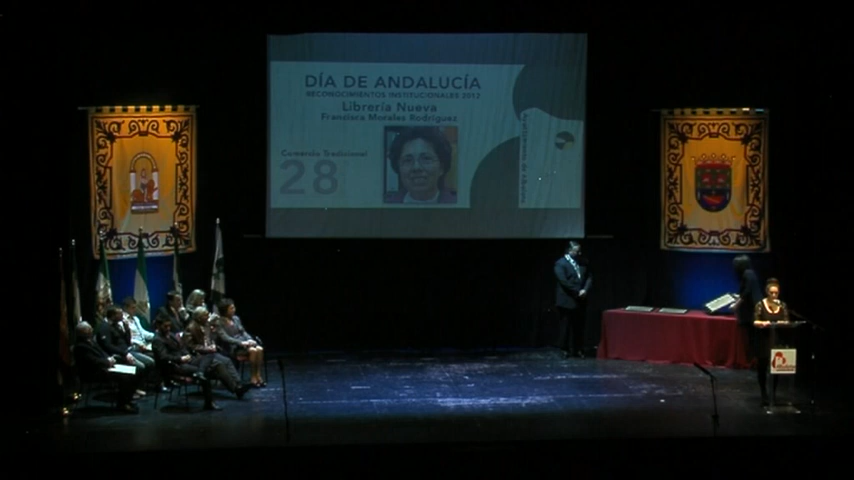 DÍA DE ANDALUCÍA
RECONOCIMIENTOS INSTITUCIONALES 2012
Librería Nueva
Francisca Morales Rodríguez
Comercio Tradicional
28